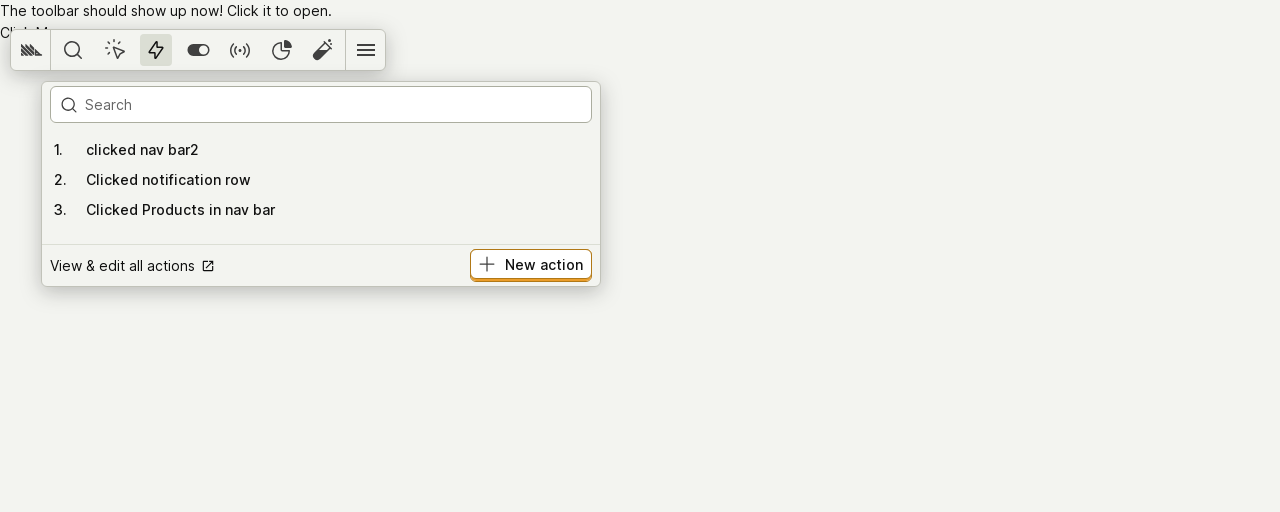 The toolbar should show up now! Click it to open.
Search
1. clicked nav bar2
2. Clicked notification row
3. Clicked Products in nav bar
View & edit all actions
New action